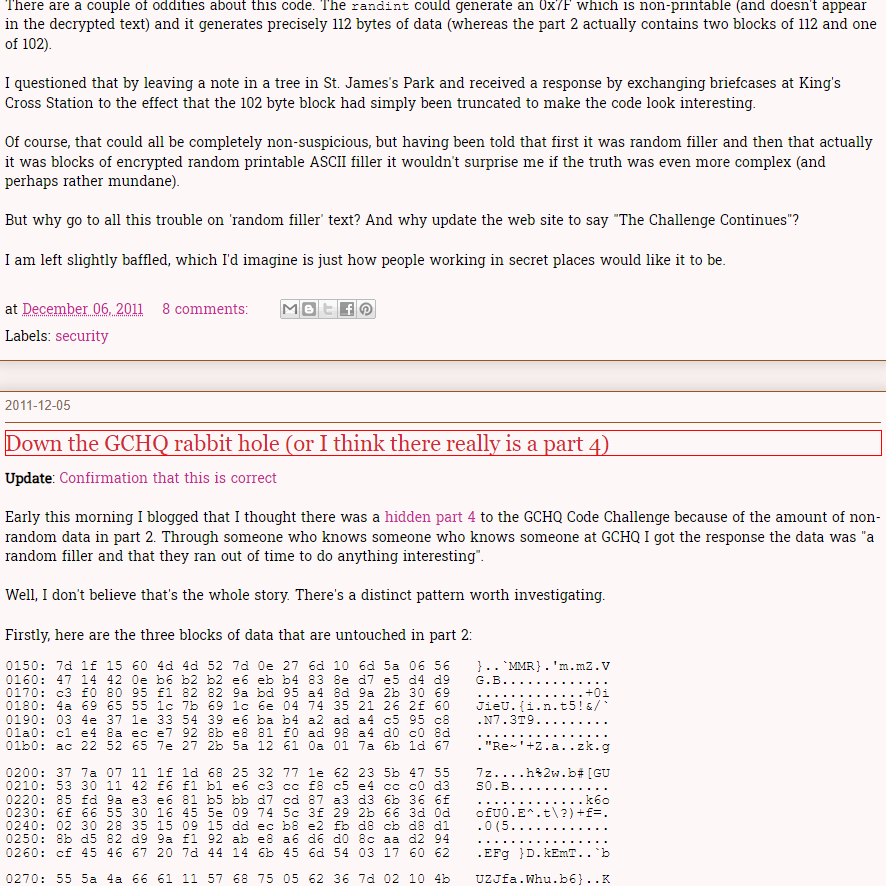 There are a couple of oddities about this code. The randint could generate an 0x7F which is non-printable (and doesn't appear
in the decrypted text) and it generates precisely 112 bytes of data (whereas the part 2 actually contains two blocks of 112 and one
of 102).
I questioned that by leaving a note in a tree in St. James's Park and received a response by exchanging briefcases at King's
Cross Station to the effect that the 102 byte block had simply been truncated to make the code look interesting.
Of course, that could all be completely non-suspicious, but having been told that first it was random filler and then that actually
it was blocks of encrypted random printable ASCII filler it wouldn't surprise me if the truth was even more complex (and
perhaps rather mundane).
But why go to all this trouble on 'random filler' text? And why update the web site to say "The Challenge Continues"?
I am left slightly baffled, which I'd imagine is just how people working in secret places would like it to be.
at December 06, 2011 8 comments:
Labels: security
2011-12-05
Down the GCHQ rabbit hole (or I think there really is a part 4)
Update: Confirmation that this is correct
Early this morning I blogged that I thought there was a hidden part 4 to the GCHQ Code Challenge because of the amount of non-
random data in part 2. Through someone who knows someone who knows someone at GCHQ I got the response the data was "a
random filler and that they ran out of time to do anything interesting".
Well, I don't believe that's the whole story. There's a distinct pattern worth investigating.
Firstly, here are the three blocks of data that are untouched in part 2:
0150: 7d 1f 15 60 4d 4d 52 7d 0e 27 6d 10 6d 5a 06 56 }..`MMR}.'m.mZ.V
0160: 47 14 42 0e b6 b2 b2 e6 eb b4 83 8e d7 e5 d4 d9 G.B.............
0170: c3 f0 80 95 f1 82 82 9a bd 95 a4 8d 9a 2b 30 69 .............+0i
0180: 4a 69 65 55 1c 7b 69 1c 6e 04 74 35 21 26 2f 60 JieU.{i.n.t5!&/`
0190: 03 4e 37 1e 33 54 39 e6 ba b4 a2 ad a4 c5 95 c8 .N7.3T9.........
01a0: c1 e4 8a ec e7 92 8b e8 81 f0 ad 98 a4 d0 c0 8d ................
01b0: ac 22 52 65 7e 27 2b 5a 12 61 0a 01 7a 6b 1d 67 ."Re~'+Z.a..zk.g
0200: 37 7a 07 11 1f 1d 68 25 32 77 1e 62 23 5b 47 55 7z....h%2w.b#[GU
0210: 53 30 11 42 f6 f1 b1 e6 c3 cc f8 c5 e4 cc c0 d3 S0.B............
0220: 85 fd 9a e3 e6 81 b5 bb d7 cd 87 a3 d3 6b 36 6f .............k6o
0230: 6f 66 55 30 16 45 5e 09 74 5c 3f 29 2b 66 3d 0d ofU0.E^.t\?)+f=.
0240: 02 30 28 35 15 09 15 dd ec b8 e2 fb d8 cb d8 d1 .0(5............
0250: 8b d5 82 d9 9a f1 92 ab e8 a6 d6 d0 8c aa d2 94 ................
0260: cf 45 46 67 20 7d 44 14 6b 45 6d 54 03 17 60 62 .EFg }D.kEmT..`b
0270: 55 5a 4a 66 61 11 57 68 75 05 62 36 7d 02 10 4b UZJfa.Whu.b6}..K